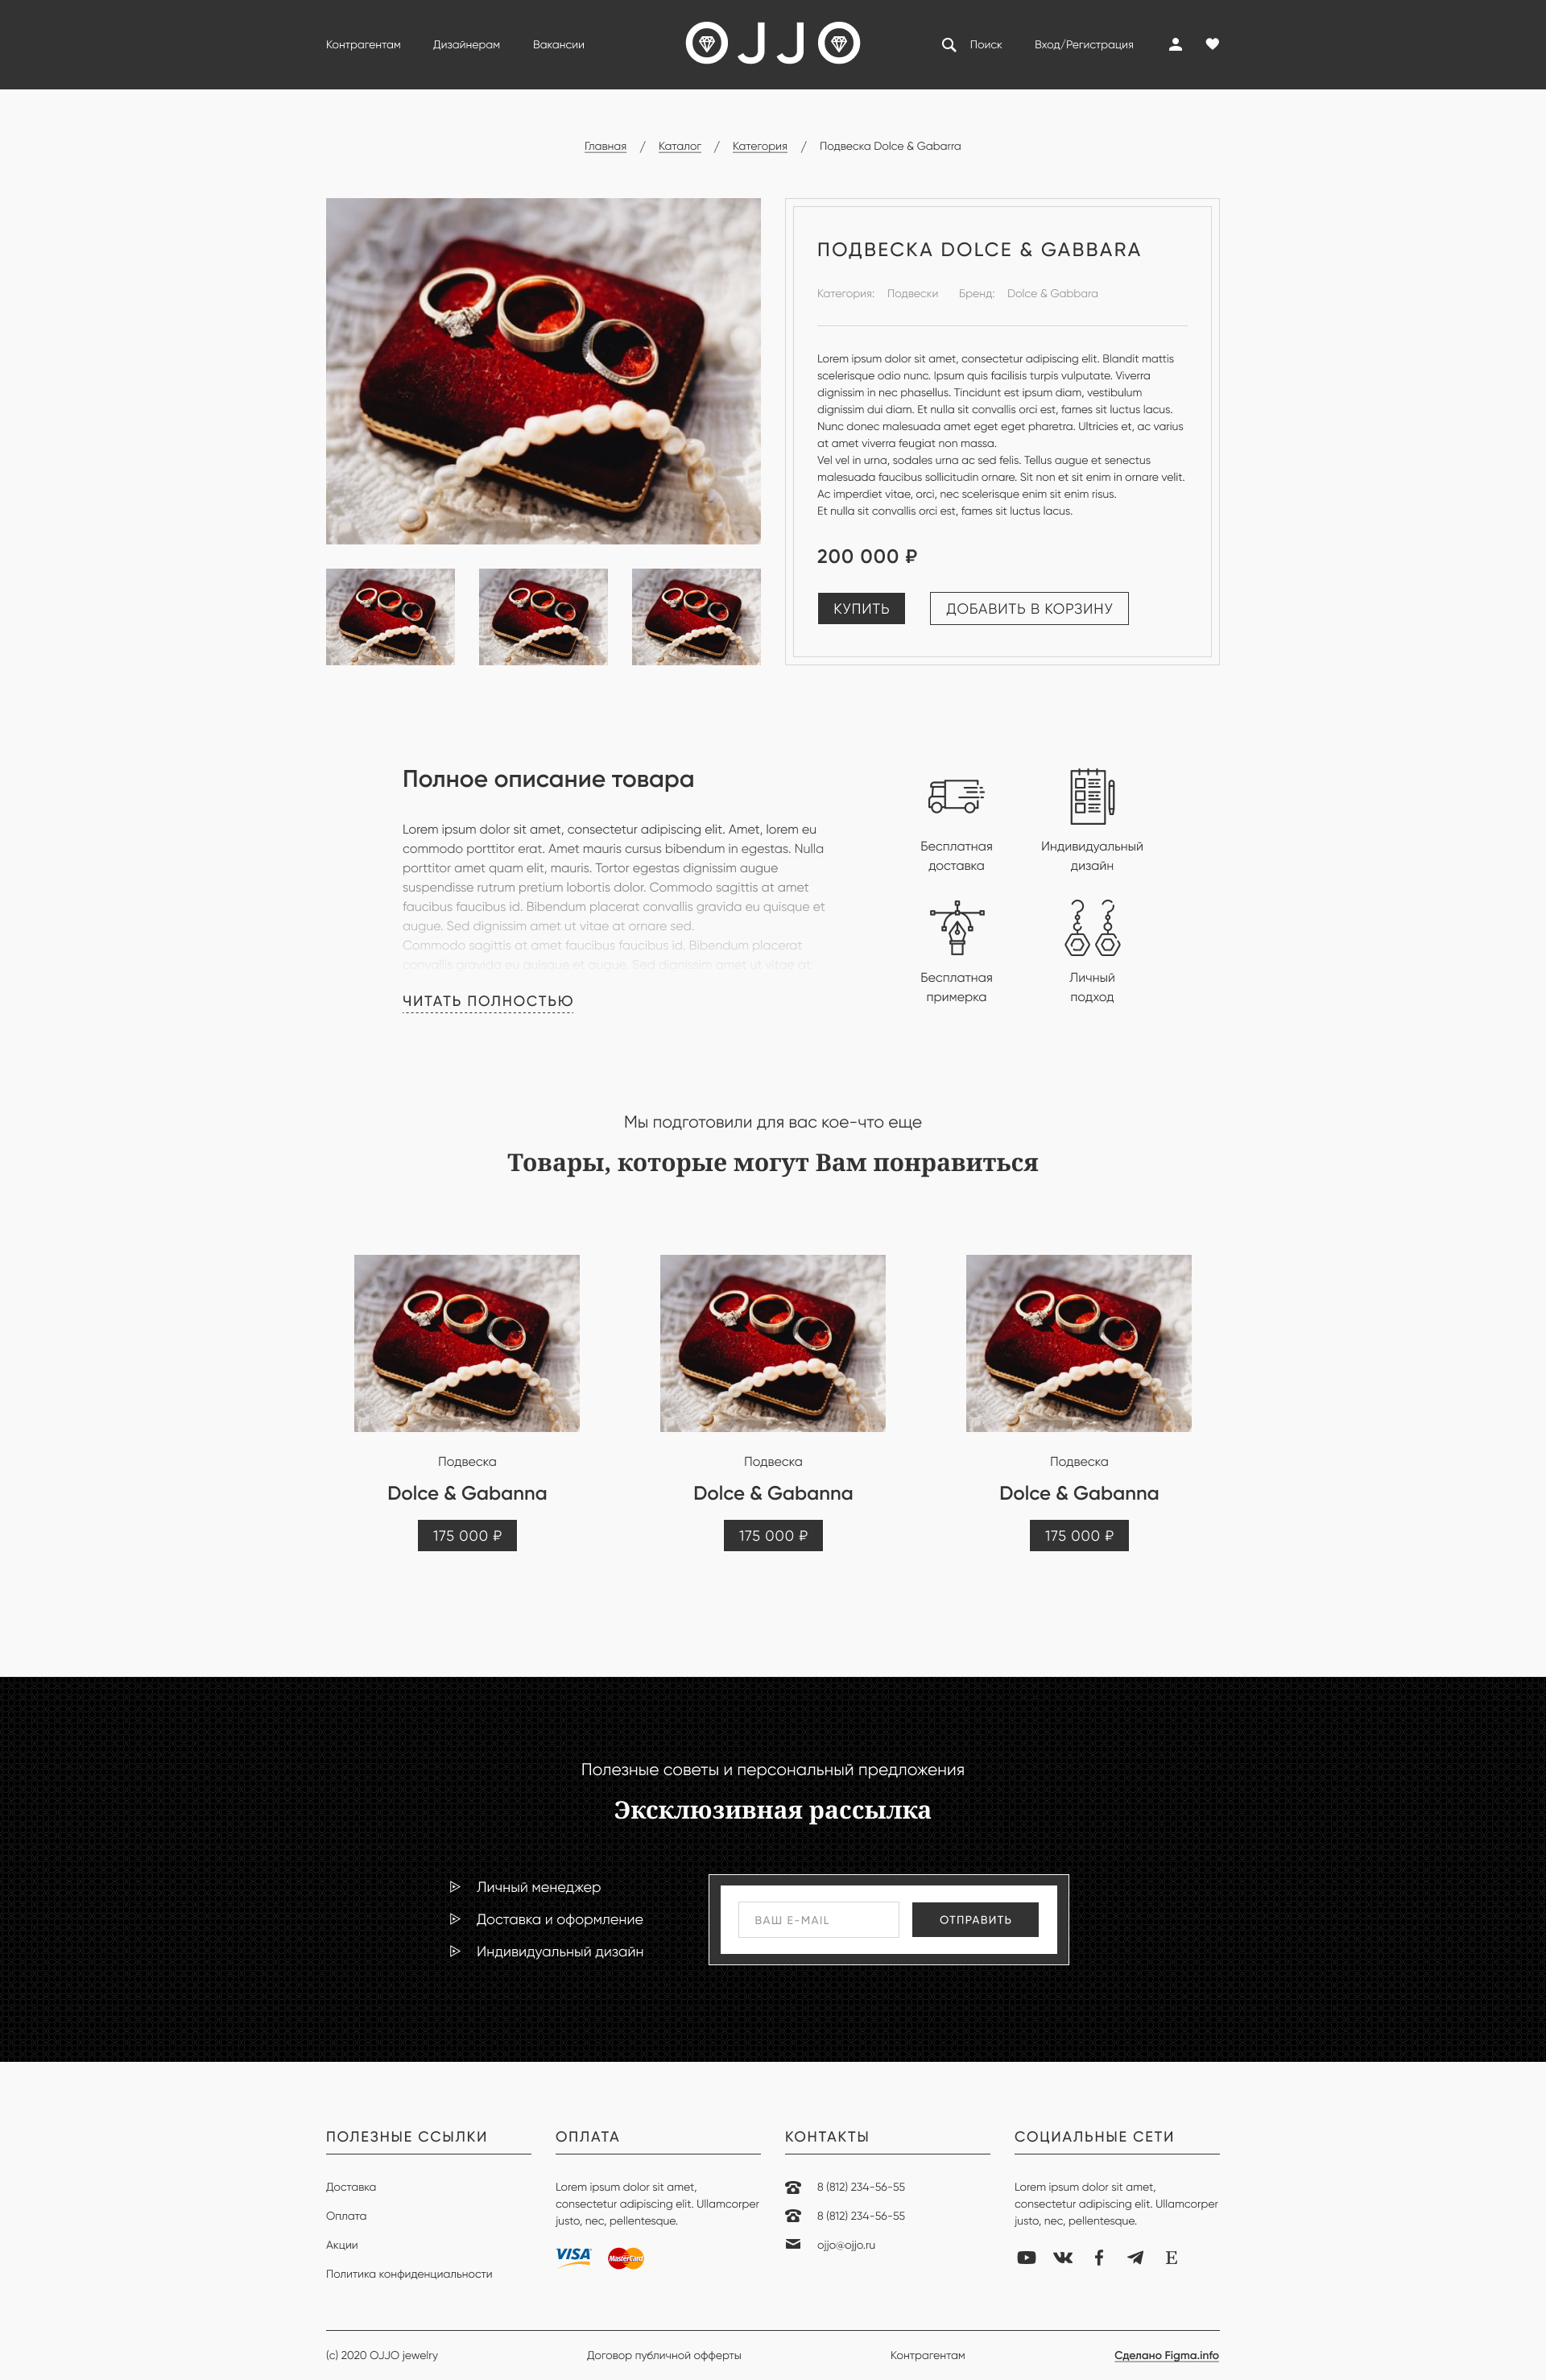 Контрагентам
Дизайнерам
Вакансии
OJJO
Поиск
Вход/Регистрация
Главная / Каталог / Категория / Подвеска Dolce & Gabarra
ПОДВЕСКА DOLCE & GABBARA
Категория: Подвески Бренд: Dolce & Gabbara
Lorem ipsum dolor sit amet, consectetur adipiscing elit. Blandit mattis
scelerisque odio nunc. Ipsum quis facilisis turpis vulputate. Viverra
dignissim in nec phasellus. Tincidunt est ipsum diam, vestibulum
dignissim dui diam. Et nulla sit convallis orci est, fames sit luctus lacus.
Nunc donec malesuada amet eget eget pharetra. Ultricies et, ac varius
at amet viverra feugiat non massa.
Vel vel in urna, sodales urna ac sed felis. Tellus augue et senectus
malesuada faucibus sollicitudin ornare. Sit non et sit enim in ornare velit.
Ac imperdiet vitae, orci, nec scelerisque enim sit enim risus.
Et nulla sit convallis orci est, fames sit luctus lacus.
200 000 ₽
КУПИТЬ
ДОБАВИТЬ В КОРЗИНУ
Полное описание товара
Lorem ipsum dolor sit amet, consectetur adipiscing elit. Amet, lorem eu
commodo porttitor erat. Amet mauris cursus bibendum in egestas. Nulla
porttitor amet quam elit, mauris. Tortor egestas dignissim augue
suspendisse rutrum pretium lobortis dolor. Commodo sagittis at amet
faucibus faucibus id. Bibendum placerat convallis gravida eu quisque et
augue. Sed dignissim amet ut vitae at ornare sed.
Commodo sagittis at amet faucibus faucibus id. Bibendum placerat
convallis gravida eu quisque et augue. Sed dignissim amet ut vitae at
ЧИТАТЬ ПОЛНОСТЬЮ
Бесплатная
доставка
Индивидуальный
дизайн
Бесплатная
примерка
Личный
подход
Мы подготовили для вас кое-что еще
Товары, которые могут Вам понравиться
Подвеска
Dolce & Gabanna
175 000 ₽
Подвеска
Dolce & Gabanna
175 000 ₽
Подвеска
Dolce & Gabanna
175 000 ₽
Полезные советы и персональный предложения
Эксклюзивная рассылка
Личный менеджер
Доставка и оформление
Индивидуальный дизайн
ВАШ E-MAIL
ОТПРАВИТЬ
ПОЛЕЗНЫЕ ССЫЛКИ
Доставка
Оплата
Акции
Политика конфиденциальности
ОПЛАТА
Lorem ipsum dolor sit amet,
consectetur adipiscing elit. Ullamcorper
justo, nec, pellentesque.
VISA
MasterCard
КОНТАКТЫ
8 (812) 234-56-55
8 (812) 234-56-55
ojjo@ojjo.ru
СОЦИАЛЬНЫЕ СЕТИ
Lorem ipsum dolor sit amet,
consectetur adipiscing elit. Ullamcorper
justo, nec, pellentesque.
E
(c) 2020 OJJO jewelry
Договор публичной офферты
Контрагентам
Сделано Figma.info